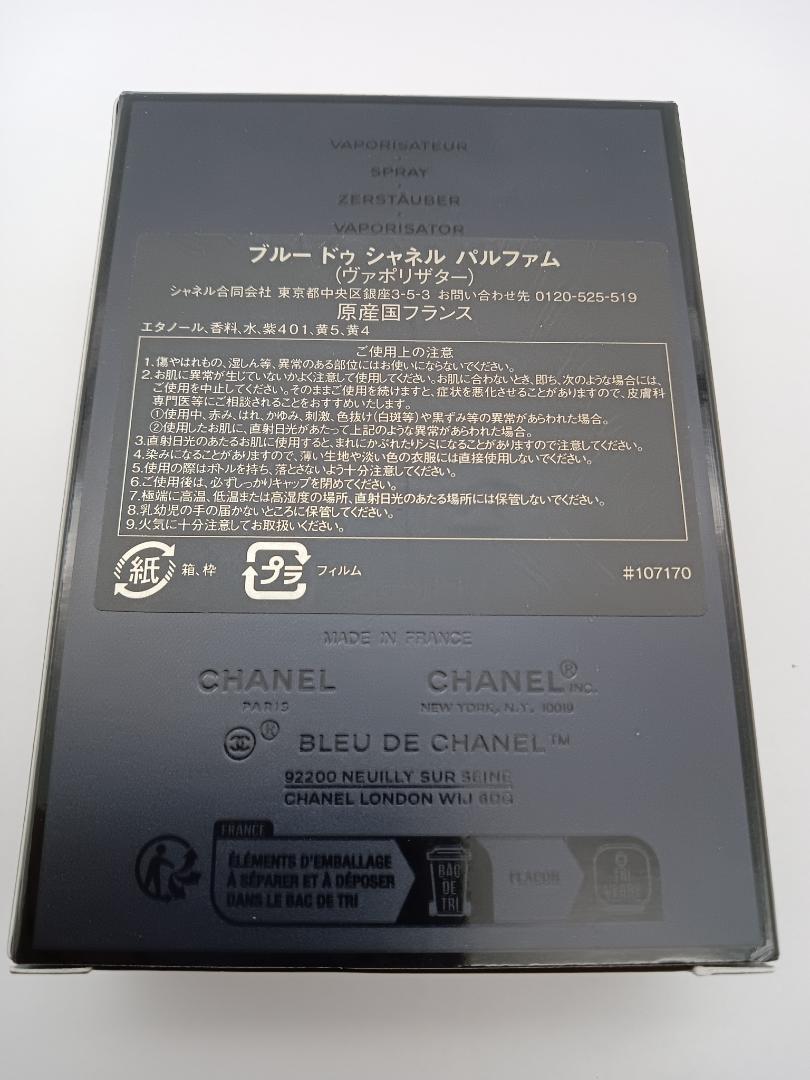 VAPORISATEUR
SPRAY
ZERSTÄUBER
VAPORISATOR
ブルー ドゥ シャネル パルファム
(ヴァポリザター)
シャネル合同会社 東京都中央区銀座3-5-3 お問い合わせ先 0120-525-519
原産国フランス
エタノール、香料、水、紫401、黄5、黄4
ご使用上の注意
1.傷やはれもの、湿しん等、異常のある部位にはお使いにならないでください。
2.お肌に異常が生じていないかよく注意して使用してください。お肌に合わないとき、即ち、次のような場合には、
ご使用を中止してください。そのままご使用を続けますと、症状を悪化させることがありますので、皮膚科
専門医等にご相談されることをおすすめいたします。
①使用中、赤み、はれ、かゆみ、刺激、色抜け(白斑等)や黒ずみ等の異常があらわれた場合。
②使用したお肌に、直射日光があたって上記のような異常があらわれた場合。
3.直射日光のあたるお肌に使用すると、まれにかぶれたりシミになることがありますので注意してください。
4.染みになることがありますので、薄い生地や淡い色の衣服には直接使用しないでください。
5.使用の際はボトルを持ち、落とさないよう十分注意してください。
6.ご使用後は、必ずしっかりキャップを閉めてください。
7.極端に高温、低温または高湿度の場所、直射日光のあたる場所には保管しないでください。
8.乳幼児の手の届かないところに保管してください。
9.火気に十分注意してお取扱いください。
紙 箱、枠 プラ フィルム #107170
MADE IN FRANCE
CHANEL CHANEL® INC.
PARIS NEW YORK, N.Y. 10019
® BLEU DE CHANEL™
92200 NEUILLY SUR SEINE
CHANEL LONDON W1J 6DG
FRANCE
ÉLÉMENTS D'EMBALLAGE
À SÉPARER ET À DÉPOSER
DANS LE BAC DE TRI
BAC
DE
TRI
FLACON
TRI
VERRE